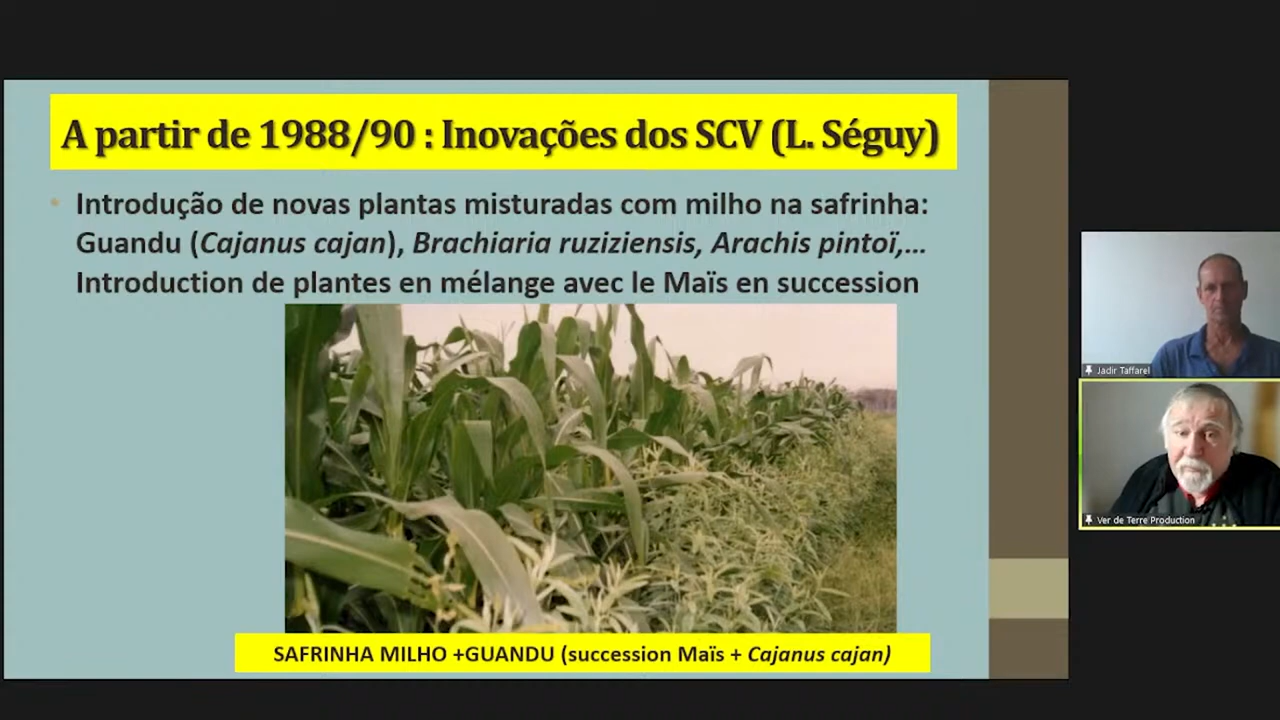 A partir de 1988/90 : Inovações dos SCV (L. Séguy)
• Introdução de novas plantas misturadas com milho na safrinha:
Guandu (Cajanus cajan), Brachiaria ruziziensis, Arachis pintoï,...
Introduction de plantes en mélange avec le Maïs en succession
SAFRINHA MILHO +GUANDU (succession Maïs + Cajanus cajan)
Jadir Taffarel
Ver de Terre Production